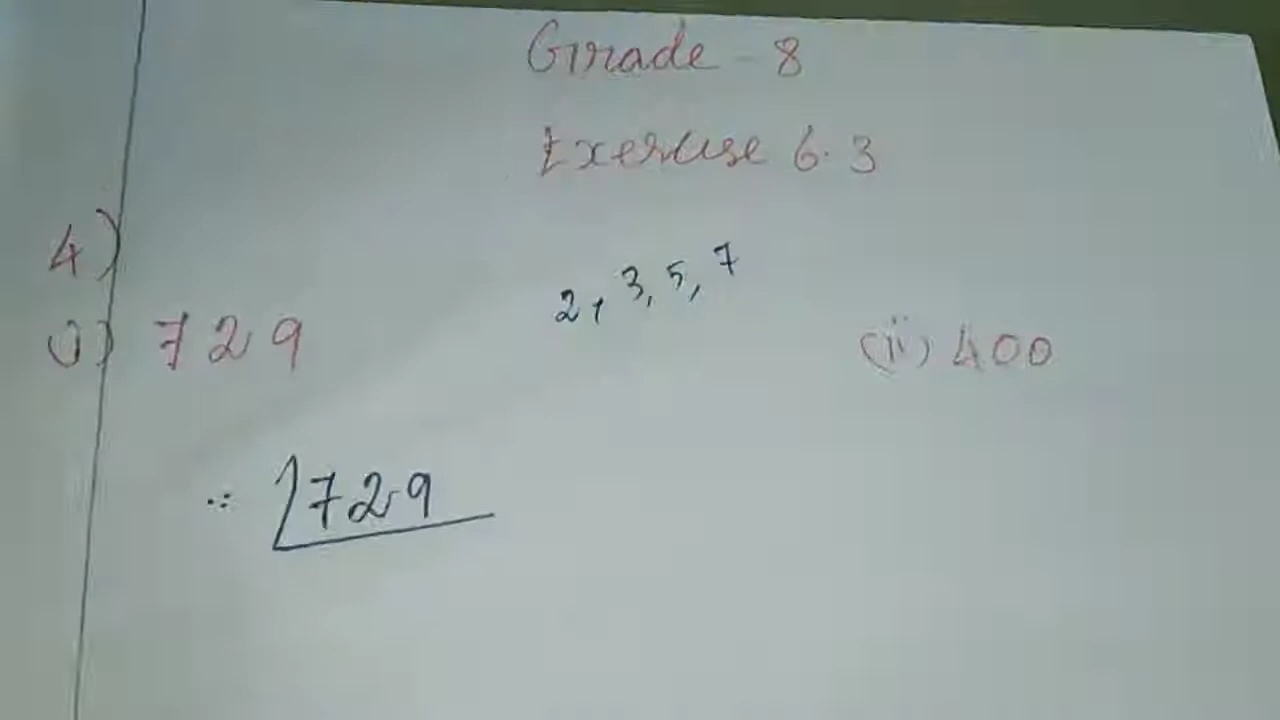 Grade - 8
Exercise 6.3
4)
2, 3, 5, 7
i) 729
(ii) 400
∴ 729